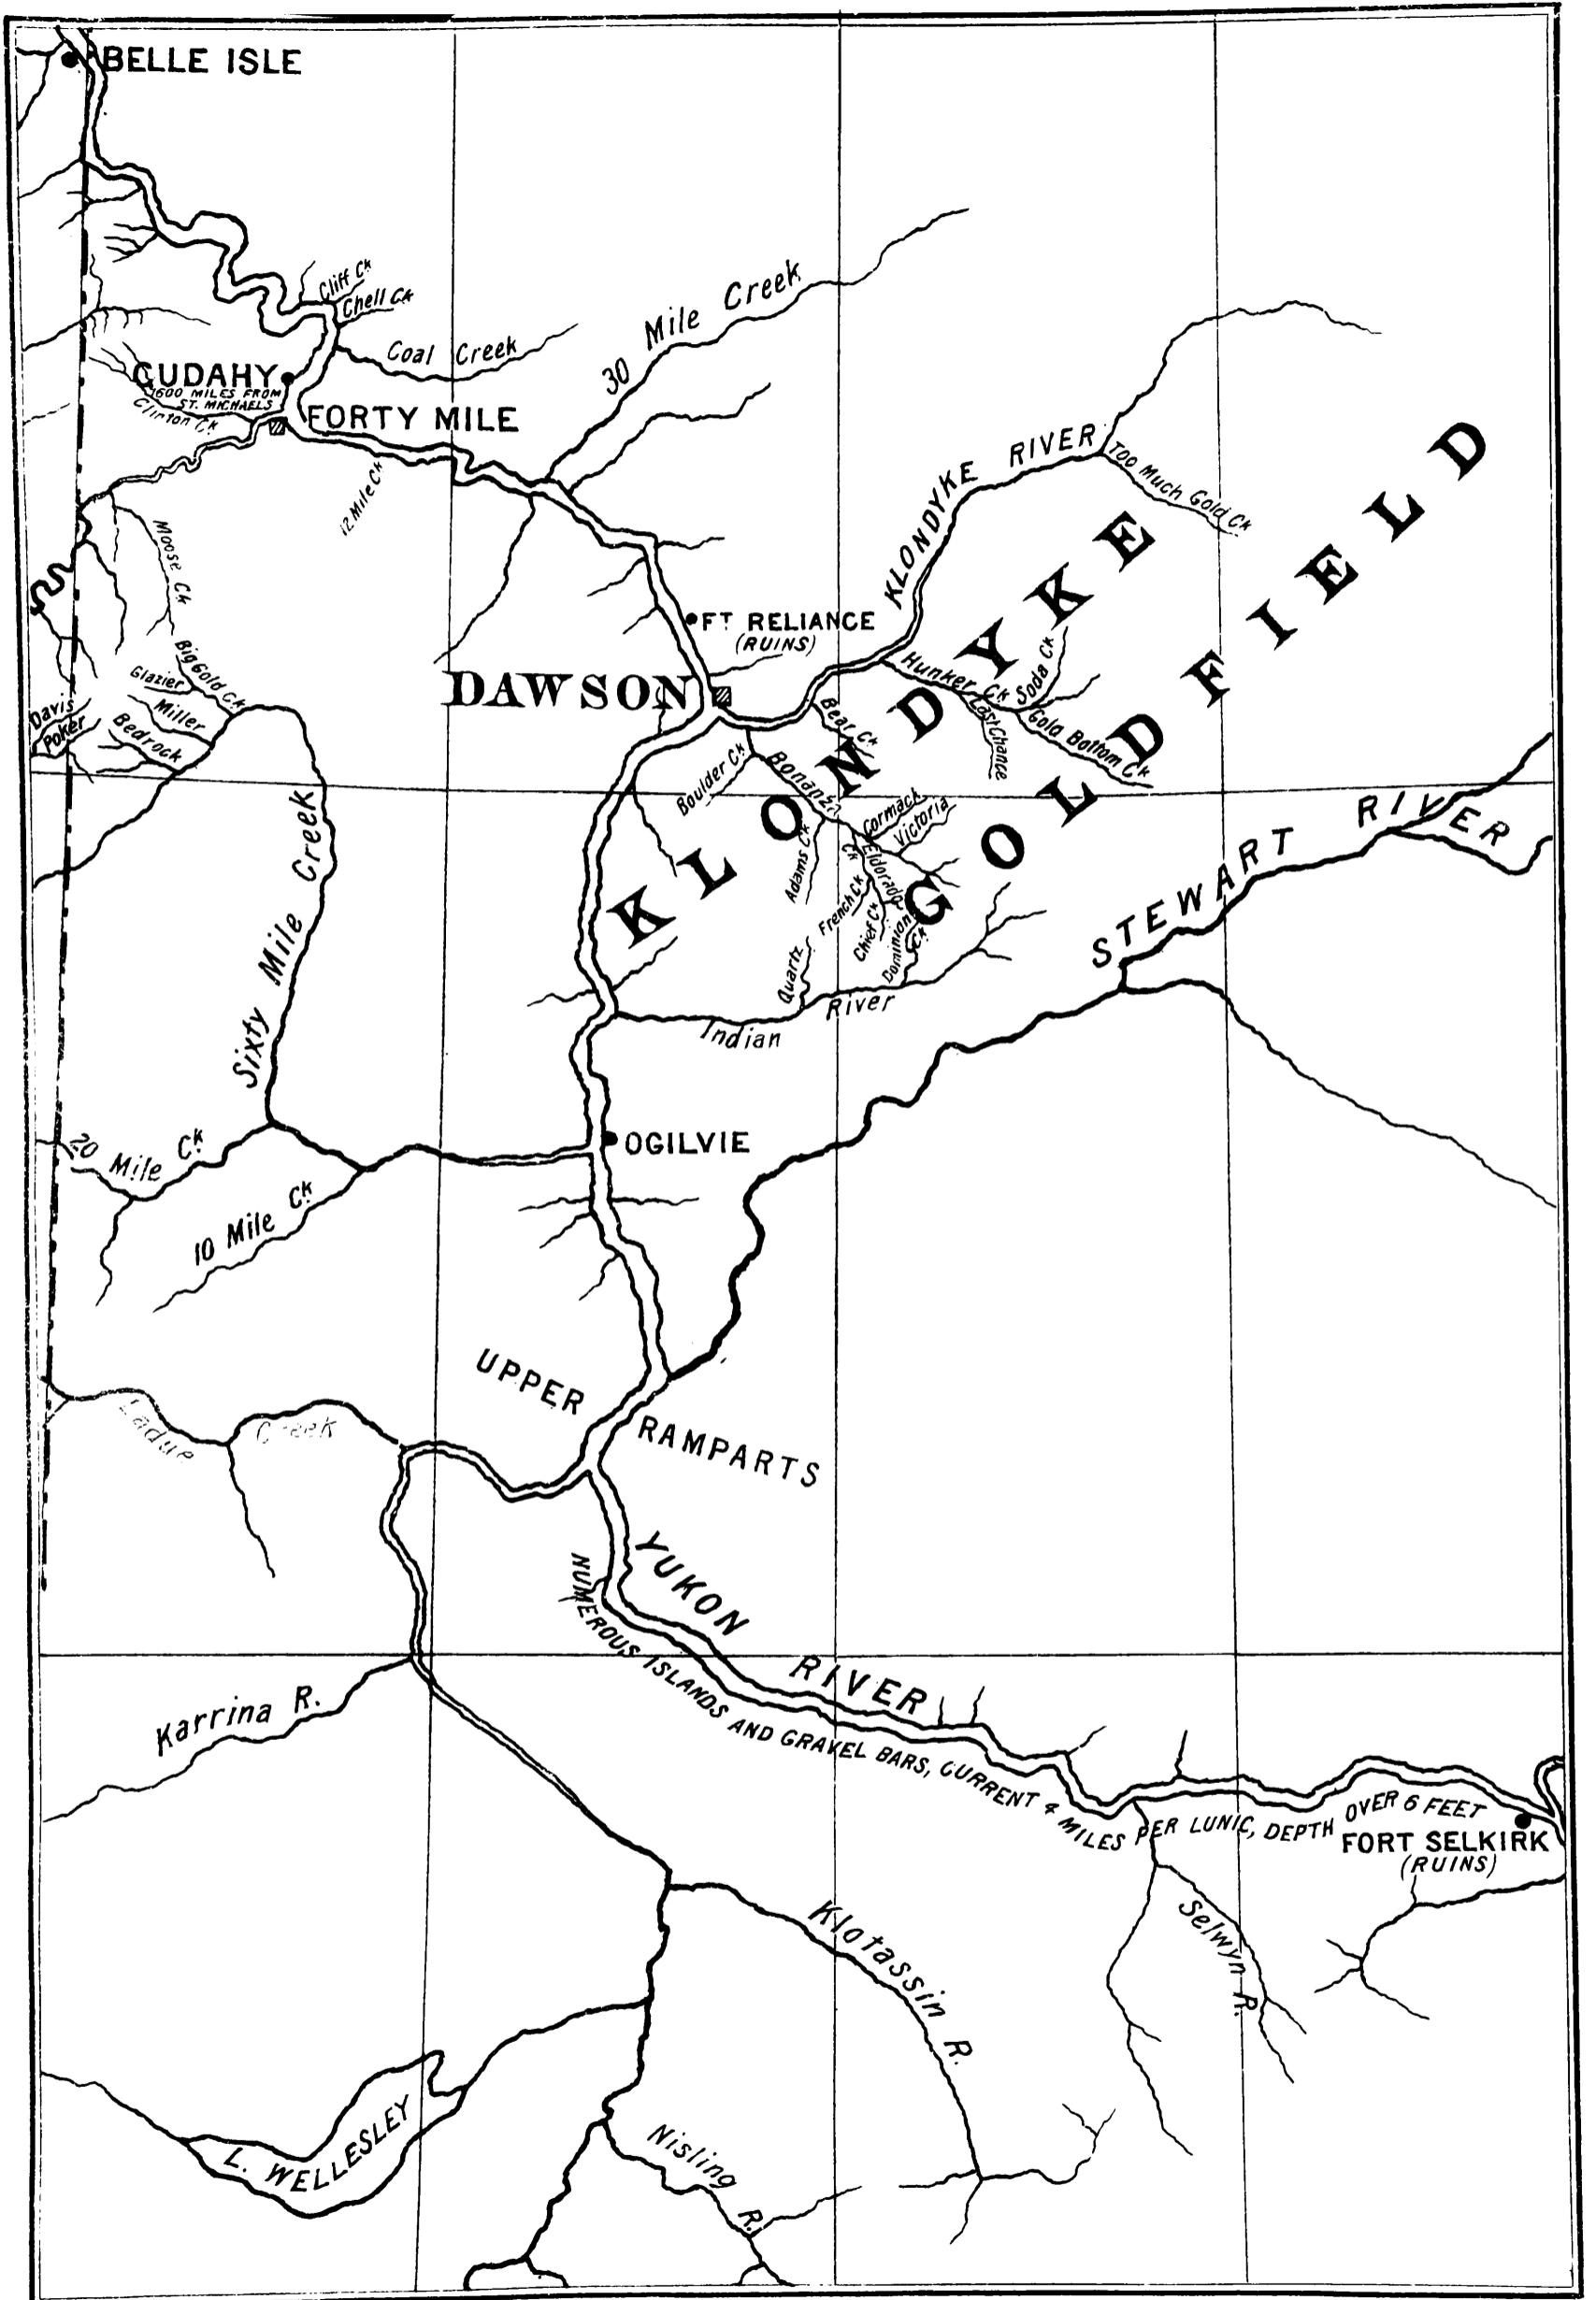 BELLE ISLE
Cliff Ck
Chell Ck
30 Mile Creek
Coal Creek
CUDAHY
1600 MILES FROM
ST. MICHAELS
Clinton Ck
FORTY MILE
12 Mile Ck
Moose Ck
KLONDYKE RIVER
Too Much Gold Ck
KLONDYKE
GOLD FIELD
FT RELIANCE
(RUINS)
DAWSON
Big Gold Ck
Glazier
Miller
Bedrock
Davis
Poker
Hunker Ck
Soda Ck
Last Chance
Gold Bottom Ck
Bear Ck
Boulder Ck
Bonanza Ck
Cormack
Victoria
Adams Ck
Eldorado
French Ck
Chief Ck
Dominion Ck
Quartz
Indian River
STEWART RIVER
Sixty Mile Creek
20 Mile Ck
10 Mile Ck
OGILVIE
UPPER RAMPARTS
Ladue Creek
YUKON RIVER
NUMEROUS ISLANDS AND GRAVEL BARS, CURRENT 4 MILES PER LUNIC, DEPTH OVER 6 FEET
FORT SELKIRK
(RUINS)
Karrina R.
Klotassin R.
Selwyn R.
L. WELLESLEY
Nisling R.